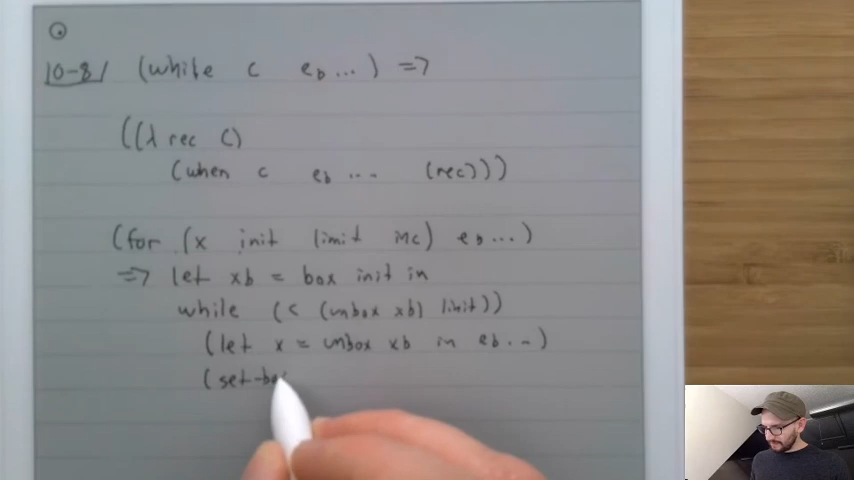 10-8/ (while c eb...) =>
((λ rec ()
(when c eb ... (rec)))
(for (x init limit inc) eb...)
=> let xb = box init in
while (< (unbox xb) limit))
(let x = unbox xb in eb...)
(set-box